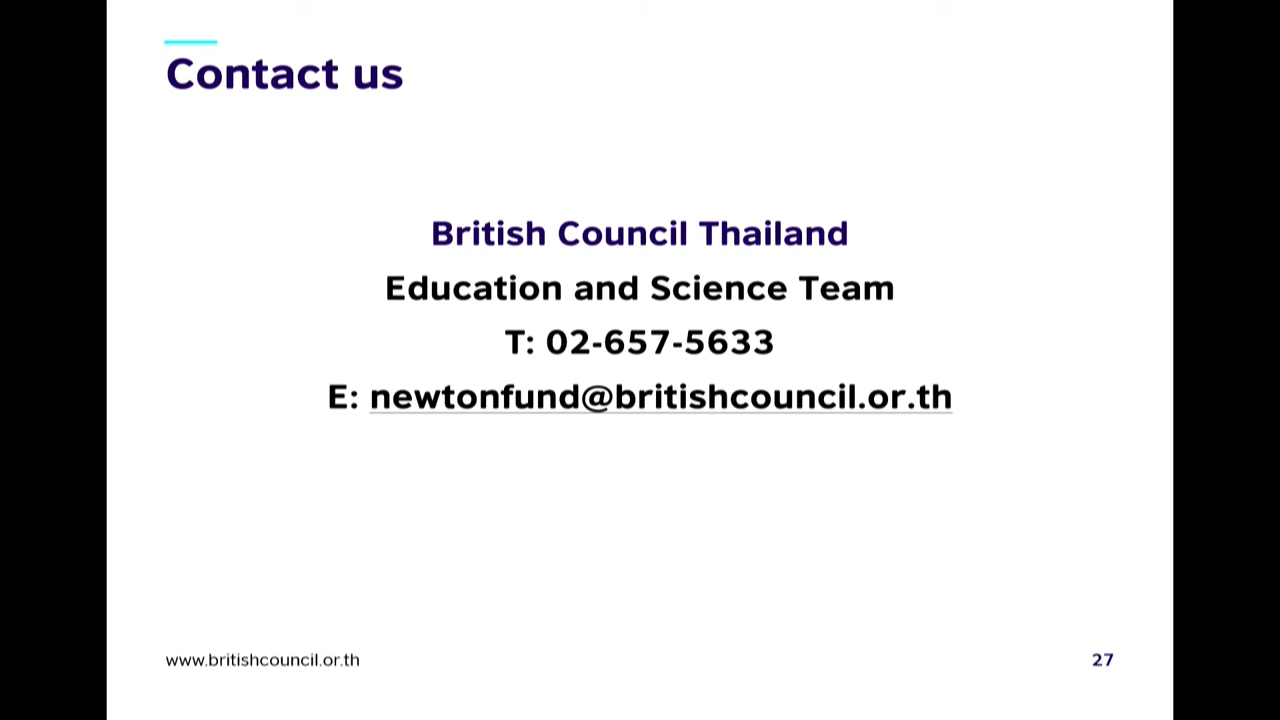 Contact us
British Council Thailand
Education and Science Team
T: 02-657-5633
E: newtonfund@britishcouncil.or.th
www.britishcouncil.or.th
27